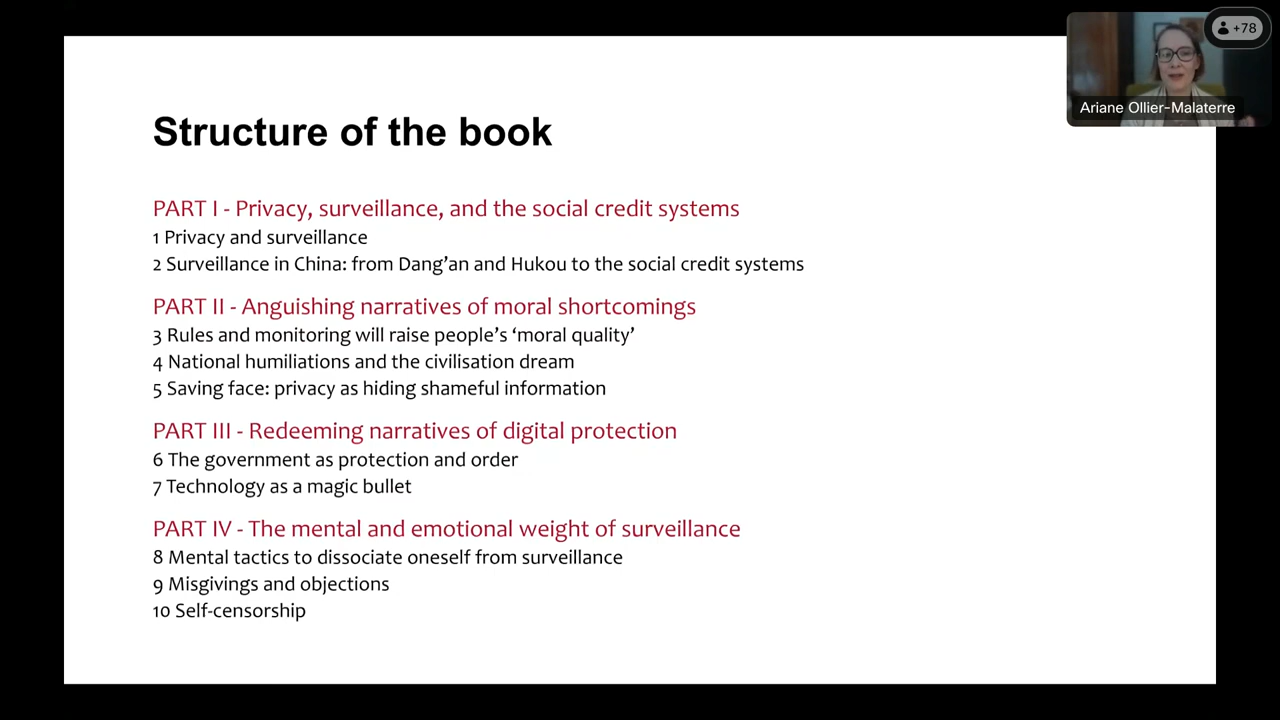 +78
Ariane Ollier-Malaterre
Structure of the book
PART I - Privacy, surveillance, and the social credit systems
1 Privacy and surveillance
2 Surveillance in China: from Dang’an and Hukou to the social credit systems
PART II - Anguishing narratives of moral shortcomings
3 Rules and monitoring will raise people’s ‘moral quality’
4 National humiliations and the civilisation dream
5 Saving face: privacy as hiding shameful information
PART III - Redeeming narratives of digital protection
6 The government as protection and order
7 Technology as a magic bullet
PART IV - The mental and emotional weight of surveillance
8 Mental tactics to dissociate oneself from surveillance
9 Misgivings and objections
10 Self-censorship